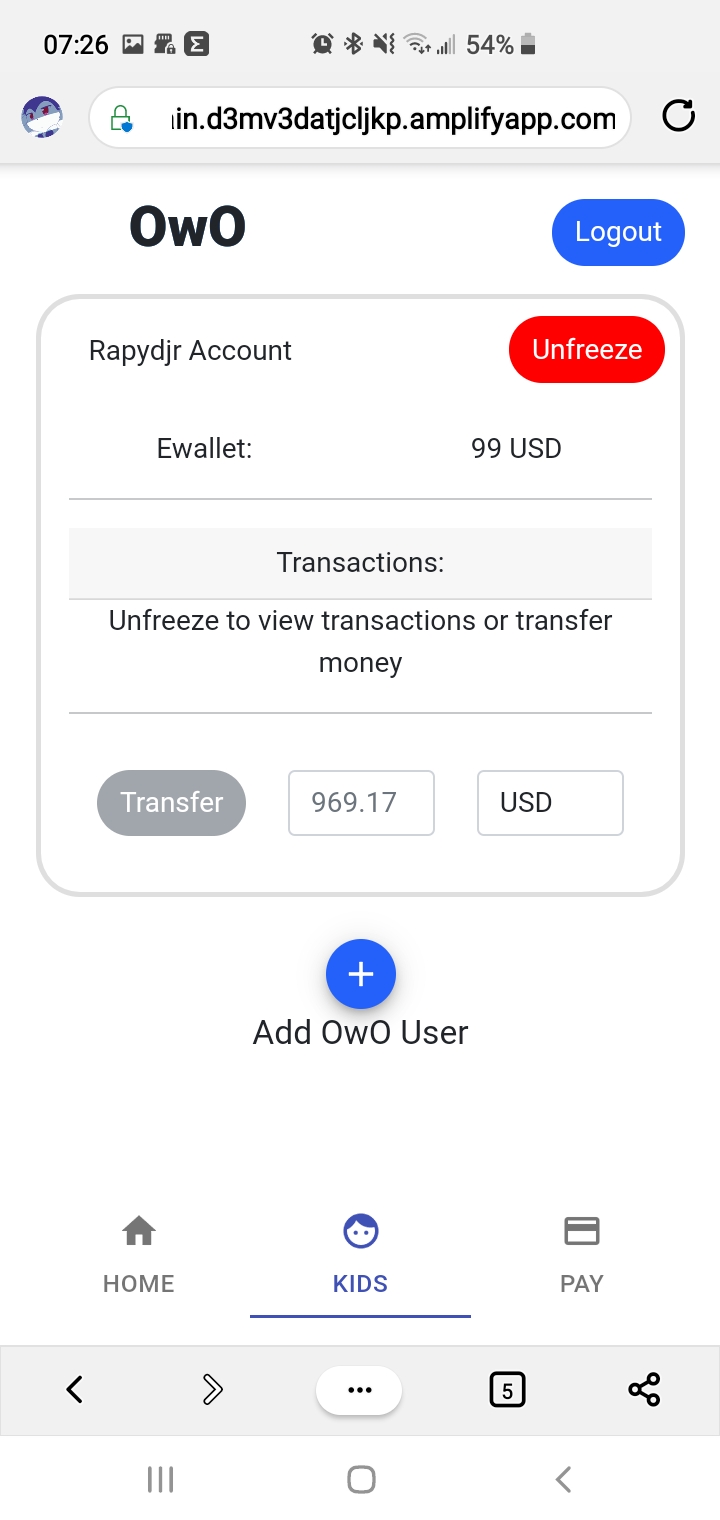 07:26
54%
in.d3mv3datjcljkp.amplifyapp.com
OwO
Logout
Rapydjr Account
Unfreeze
Ewallet: 99 USD
Transactions:
Unfreeze to view transactions or transfer
money
Transfer 969.17 USD
+
Add OwO User
HOME KIDS PAY
5